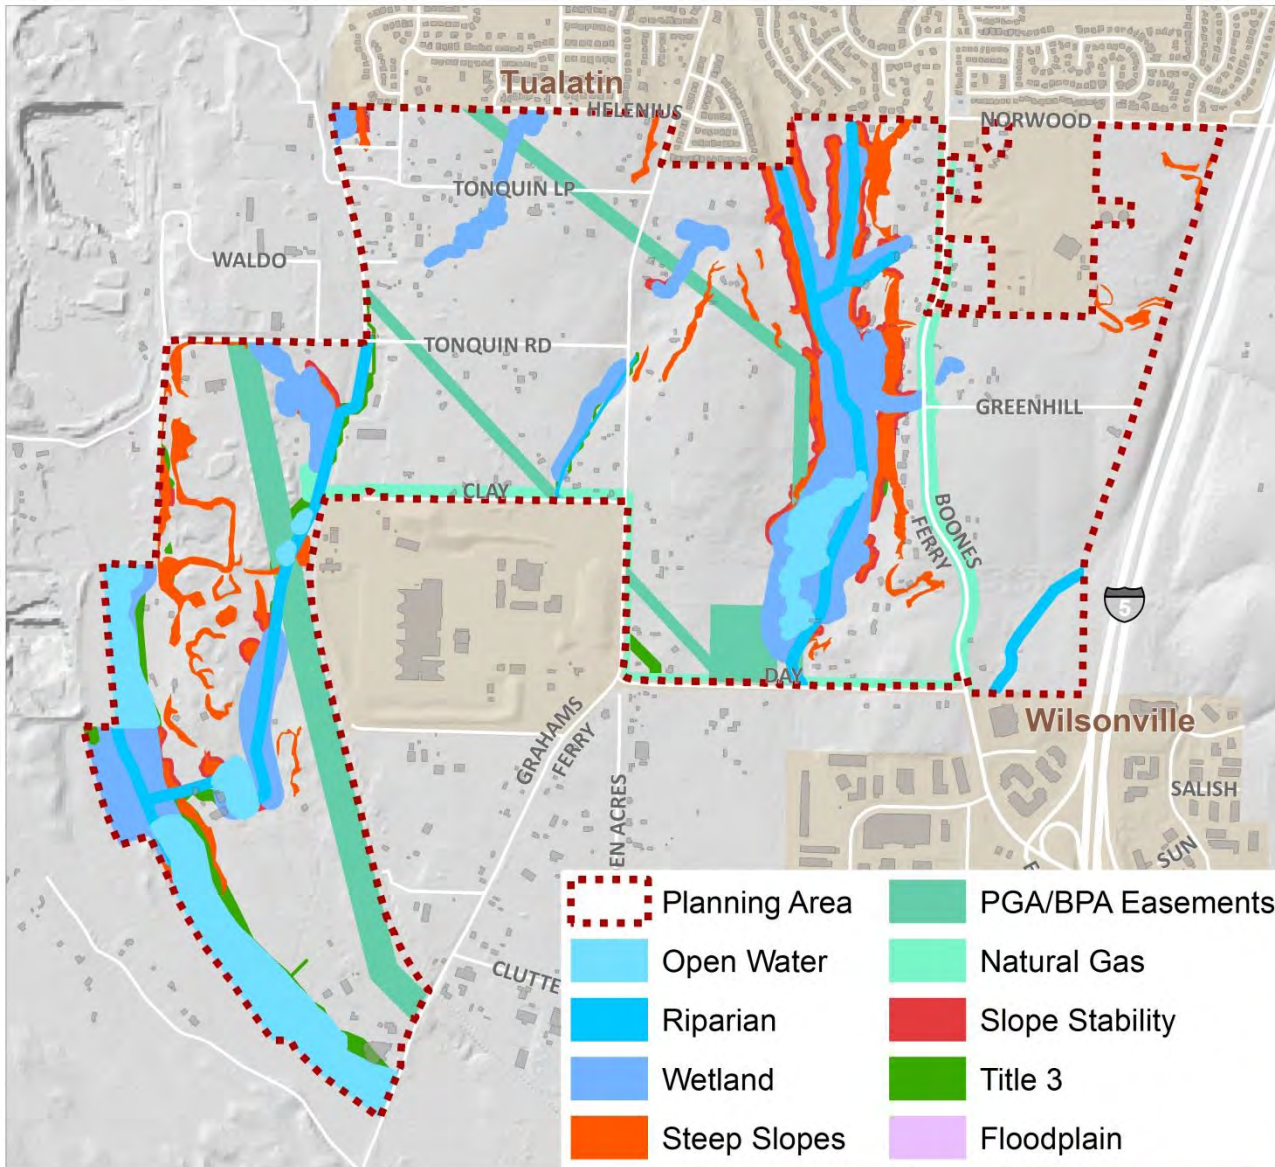 Tualatin
HELENIUS
NORWOOD
TONQUIN LP
WALDO
TONQUIN RD
GREENHILL
CLAY
BOONES
FERRY
5
DAY
GRAHAMS
FERRY
EN ACRES
Wilsonville
SALISH
SUN
CLUTTE
Planning Area
Open Water
Riparian
Wetland
Steep Slopes
PGA/BPA Easements
Natural Gas
Slope Stability
Title 3
Floodplain